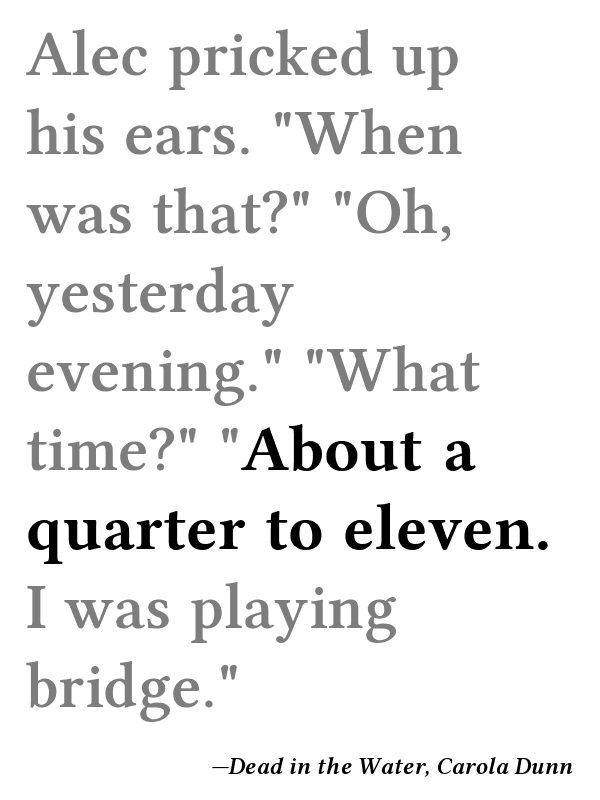 Alec pricked up
his ears. "When
was that?" "Oh,
yesterday
evening." "What
time?" "About a
quarter to eleven.
I was playing
bridge."
—Dead in the Water, Carola Dunn